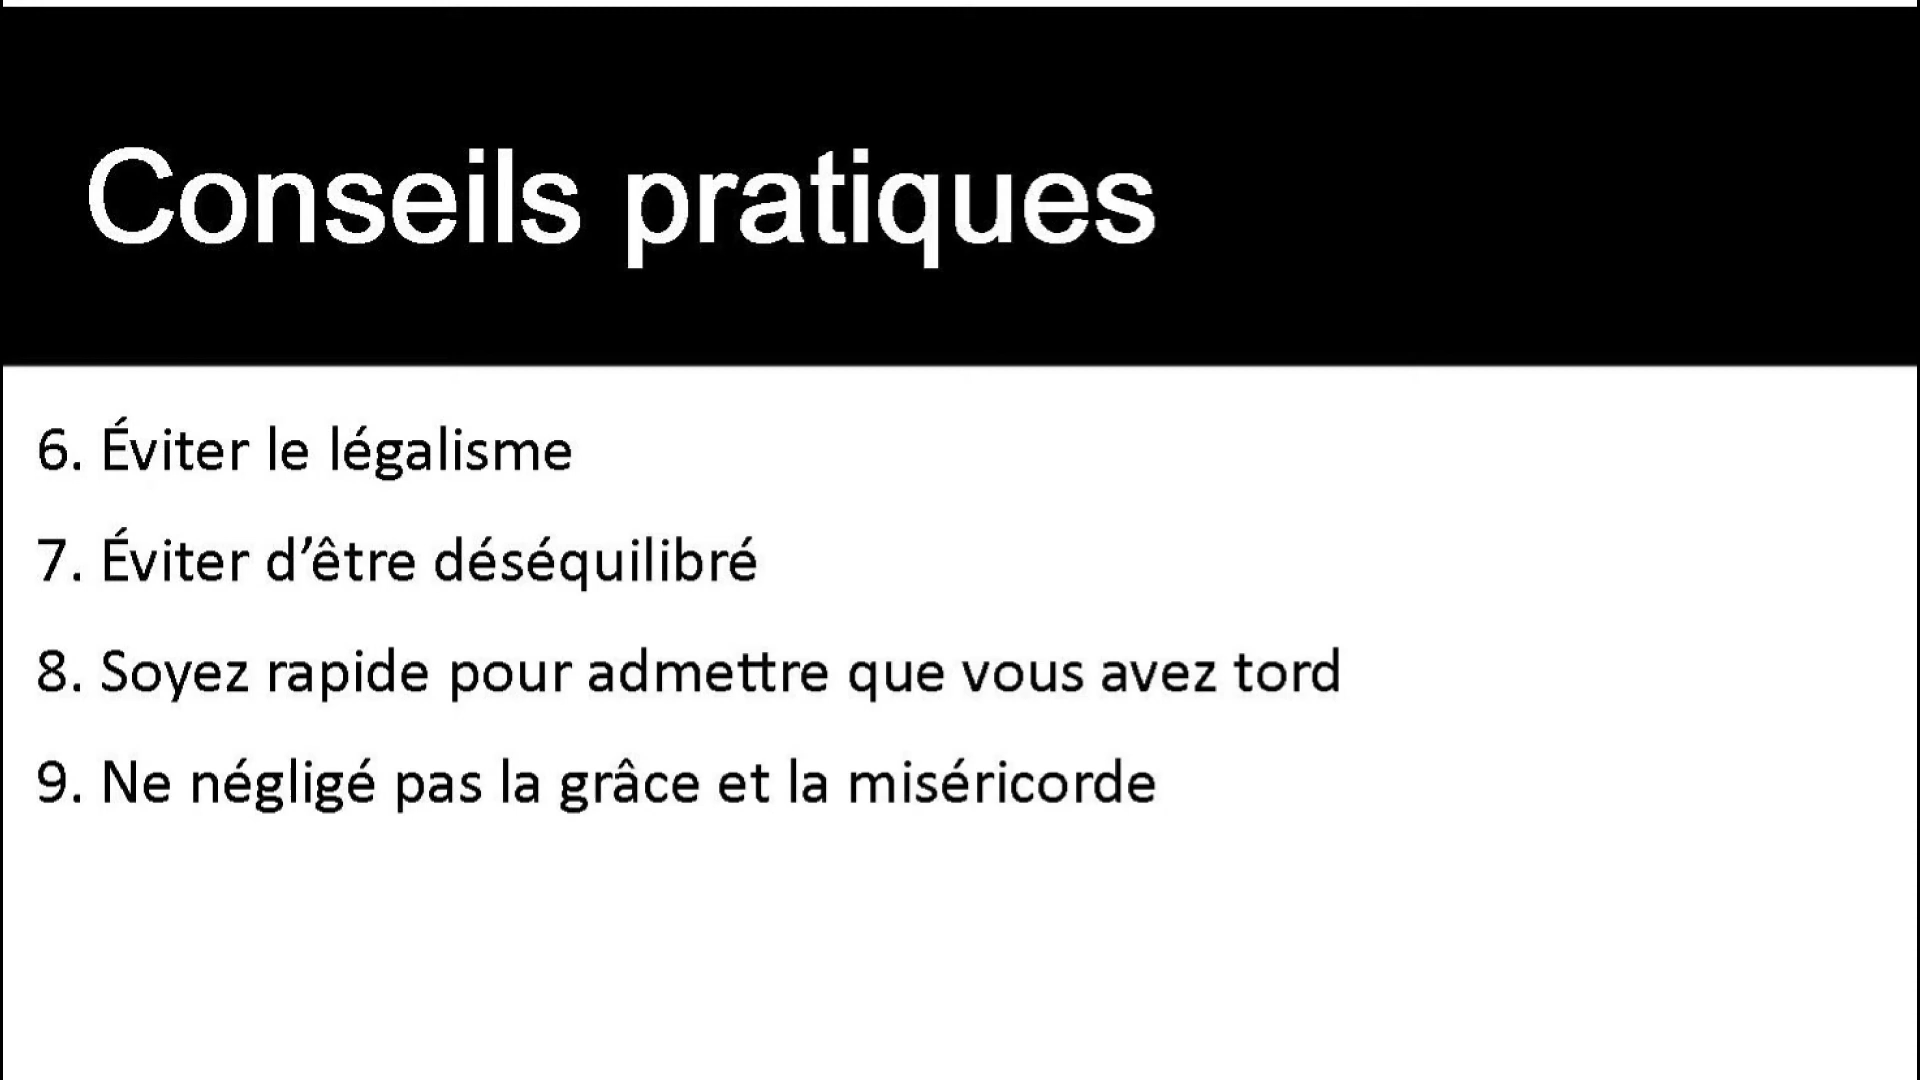 Conseils pratiques
6. Éviter le légalisme
7. Éviter d’être déséquilibré
8. Soyez rapide pour admettre que vous avez tord
9. Ne négligé pas la grâce et la miséricorde